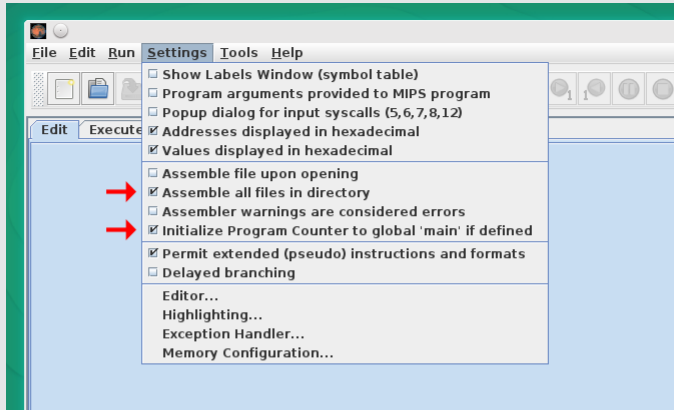 File Edit Run Settings Tools Help
Show Labels Window (symbol table)
Program arguments provided to MIPS program
Popup dialog for input syscalls (5,6,7,8,12)
Addresses displayed in hexadecimal
Values displayed in hexadecimal
Assemble file upon opening
Assemble all files in directory
Assembler warnings are considered errors
Initialize Program Counter to global 'main' if defined
Permit extended (pseudo) instructions and formats
Delayed branching
Editor...
Highlighting...
Exception Handler...
Memory Configuration...
1 1
Edit Execute